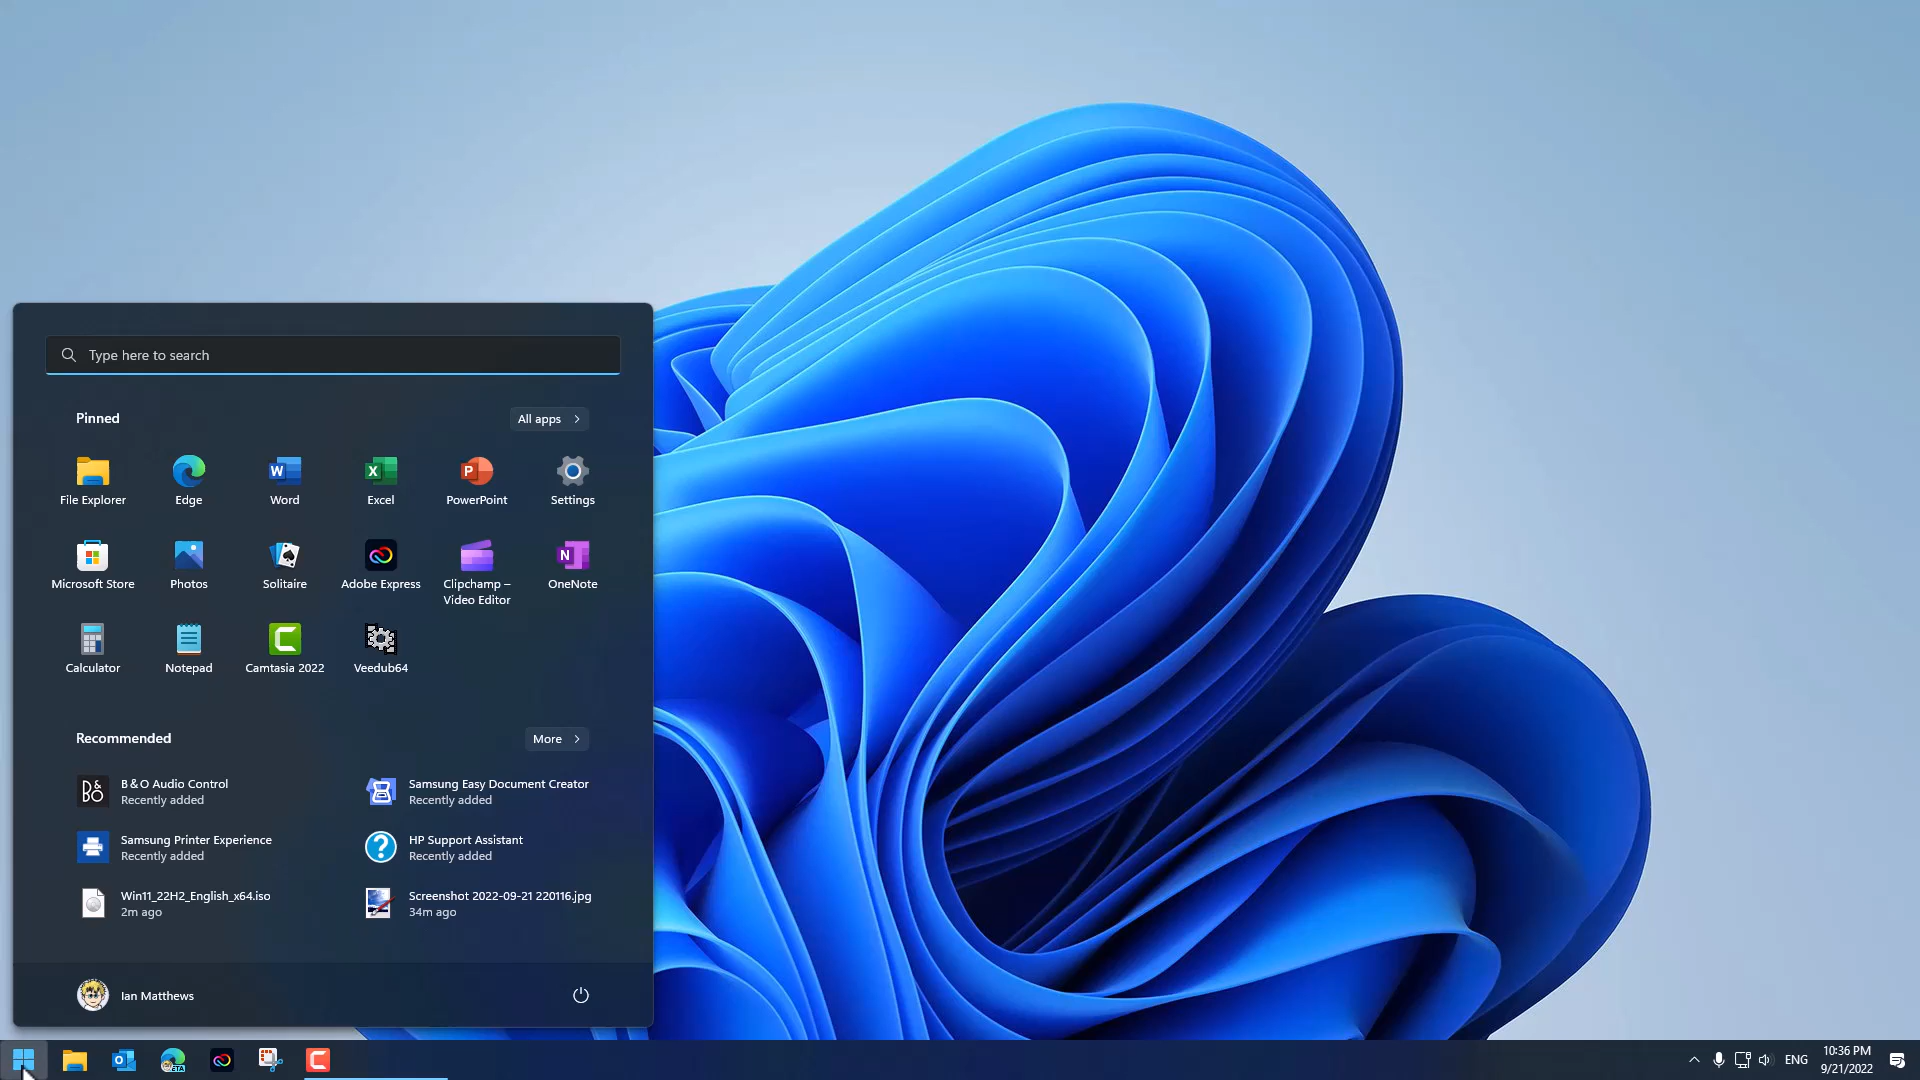 Type here to search
Pinned
All apps
File Explorer
Edge
Word
Excel
PowerPoint
Settings
Microsoft Store
Photos
Solitaire
Adobe Express
Clipchamp –
Video Editor
OneNote
Calculator
Notepad
Camtasia 2022
Veedub64
Recommended
More
B&O Audio Control
Recently added
Samsung Easy Document Creator
Recently added
Samsung Printer Experience
Recently added
HP Support Assistant
Recently added
Win11_22H2_English_x64.iso
2m ago
Screenshot 2022-09-21 220116.jpg
34m ago
Ian Matthews
ENG
10:36 PM
9/21/2022